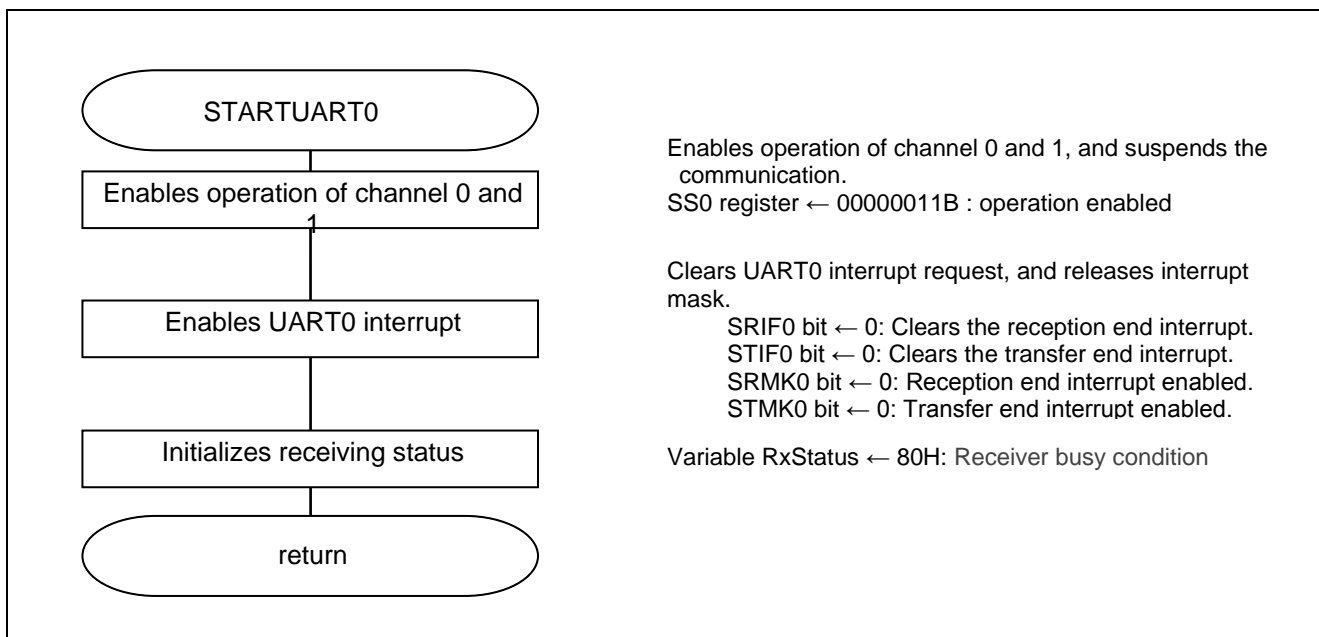 STARTUART0
Enables operation of channel 0 and
1
Enables operation of channel 0 and 1, and suspends the
communication.
SS0 register ← 00000011B : operation enabled
Enables UART0 interrupt
Clears UART0 interrupt request, and releases interrupt
mask.
SRIF0 bit ← 0: Clears the reception end interrupt.
STIF0 bit ← 0: Clears the transfer end interrupt.
SRMK0 bit ← 0: Reception end interrupt enabled.
STMK0 bit ← 0: Transfer end interrupt enabled.
Initializes receiving status
Variable RxStatus ← 80H: Receiver busy condition
return